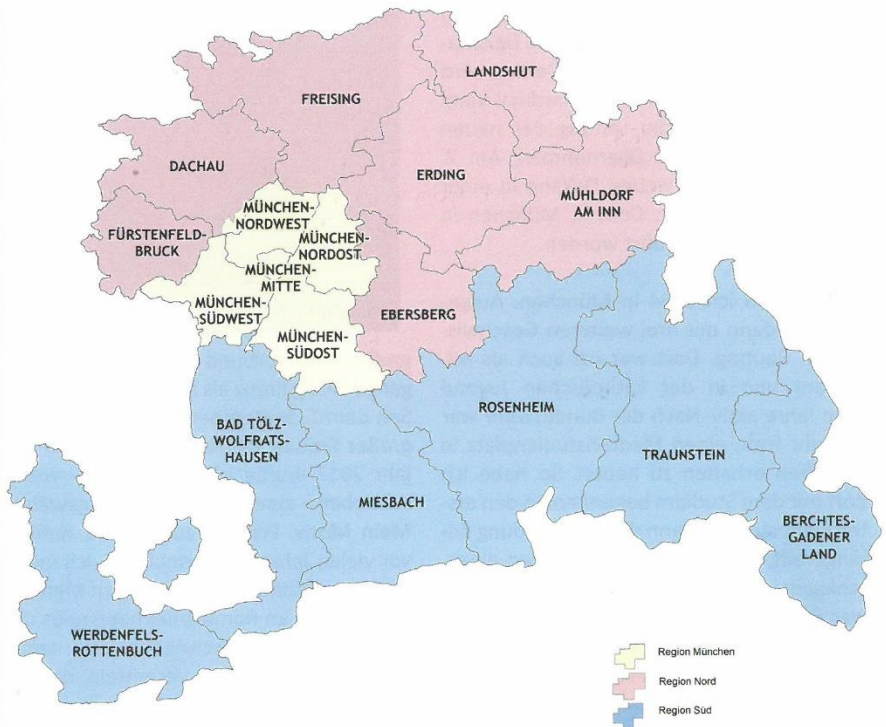 LANDSHUT
FREISING
DACHAU
ERDING
MÜHLDORF
AM INN
FÜRSTENFELD-
BRUCK
MÜNCHEN-
NORDWEST
MÜNCHEN-
NORDOST
MÜNCHEN-
MITTE
MÜNCHEN-
SÜDWEST
EBERSBERG
MÜNCHEN-
SÜDOST
ROSENHEIM
BAD TÖLZ-
WOLFRATS-
HAUSEN
TRAUNSTEIN
MIESBACH
BERCHTES-
GADENER
LAND
WERDENFELS-
ROTTENBUCH
Region München
Region Nord
Region Süd